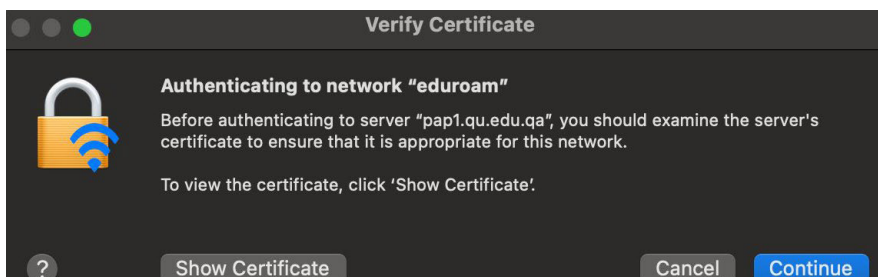 Verify Certificate
Authenticating to network “eduroam”
Before authenticating to server “pap1.qu.edu.qa”, you should examine the server's
certificate to ensure that it is appropriate for this network.
To view the certificate, click ‘Show Certificate’.
?
Show Certificate
Cancel
Continue